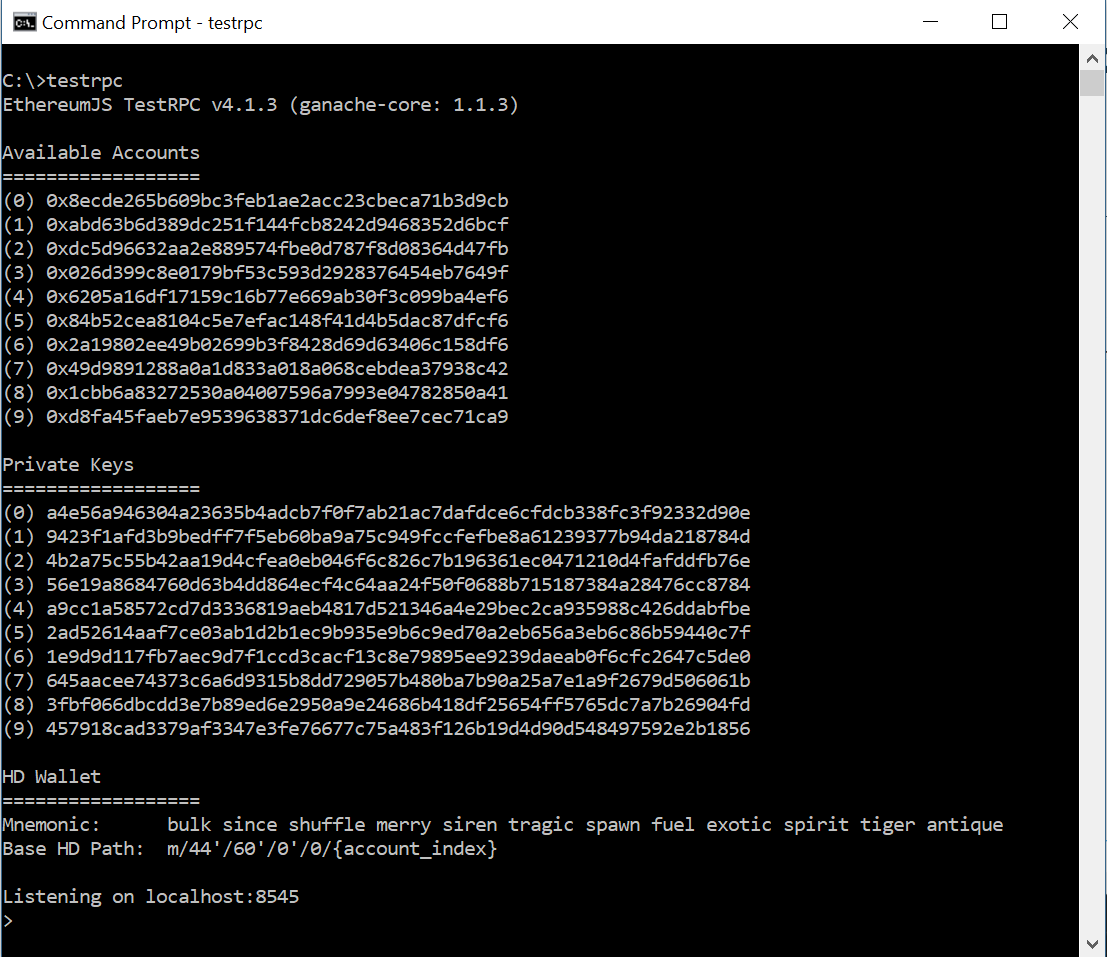 Command Prompt - testrpc
C:\>testrpc
EthereumJS TestRPC v4.1.3 (ganache-core: 1.1.3)
Available Accounts
==================
(0) 0x8ecde265b609bc3feb1ae2acc23cbeca71b3d9cb
(1) 0xabd63b6d389dc251f144fcb8242d9468352d6bcf
(2) 0xdc5d96632aa2e889574fbe0d787f8d08364d47fb
(3) 0x026d399c8e0179bf53c593d2928376454eb7649f
(4) 0x6205a16df17159c16b77e669ab30f3c099ba4ef6
(5) 0x84b52cea8104c5e7efac148f41d4b5dac87dfcf6
(6) 0x2a19802ee49b02699b3f8428d69d63406c158df6
(7) 0x49d9891288a0a1d833a018a068cebdea37938c42
(8) 0x1cbb6a83272530a04007596a7993e04782850a41
(9) 0xd8fa45faeb7e9539638371dc6def8ee7cec71ca9
Private Keys
==================
(0) a4e56a946304a23635b4adcb7f0f7ab21ac7dafdce6cfdcb338fc3f92332d90e
(1) 9423f1afd3b9bedff7f5eb60ba9a75c949fccfefbe8a61239377b94da218784d
(2) 4b2a75c55b42aa19d4cfea0eb046f6c826c7b196361ec0471210d4fafddfb76e
(3) 56e19a8684760d63b4dd864ecf4c64aa24f50f0688b715187384a28476cc8784
(4) a9cc1a58572cd7d3336819aeb4817d521346a4e29bec2ca935988c426ddabfbe
(5) 2ad52614aaf7ce03ab1d2b1ec9b935e9b6c9ed70a2eb656a3eb6c86b59440c7f
(6) 1e9d9d117fb7aec9d7f1ccd3cacf13c8e79895ee9239daeab0f6cfc2647c5de0
(7) 645aacee74373c6a6d9315b8dd729057b480ba7b90a25a7e1a9f2679d506061b
(8) 3fbf066dbcdd3e7b89ed6e2950a9e24686b418df25654ff5765dc7a7b26904fd
(9) 457918cad3379af3347e3fe76677c75a483f126b19d4d90d548497592e2b1856
HD Wallet
==================
Mnemonic:      bulk since shuffle merry siren tragic spawn fuel exotic spirit tiger antique
Base HD Path:  m/44'/60'/0'/0/{account_index}
Listening on localhost:8545
>